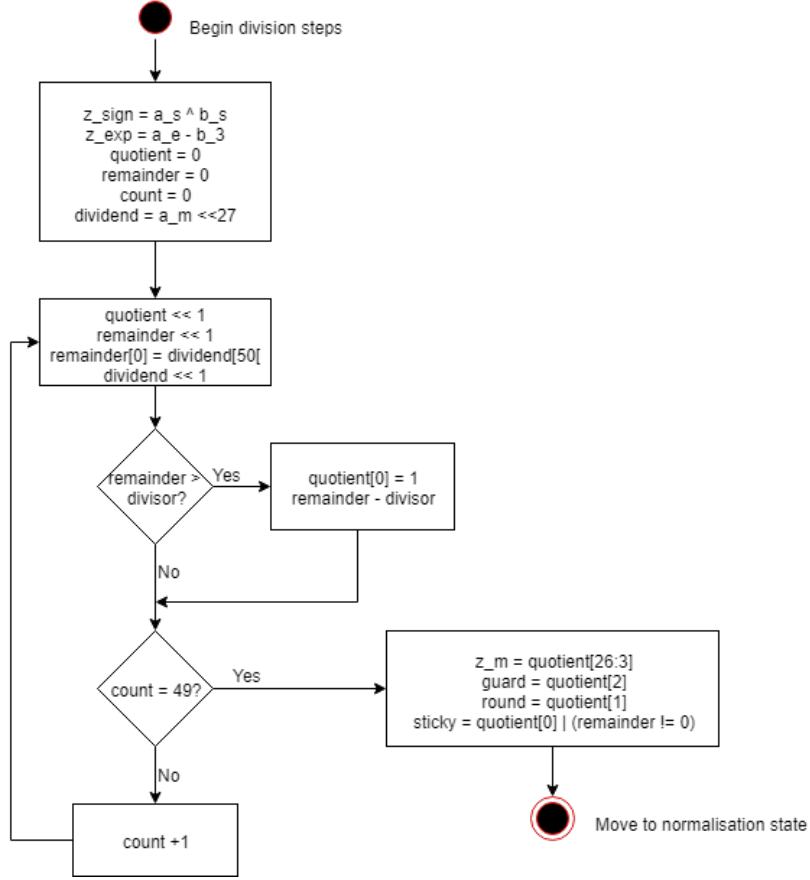 Begin division steps
z_sign = a_s ^ b_s
z_exp = a_e - b_3
quotient = 0
remainder = 0
count = 0
dividend = a_m <<27
quotient << 1
remainder << 1
remainder[0] = dividend[50[
dividend << 1
remainder >
divisor?
Yes
quotient[0] = 1
remainder - divisor
No
count = 49?
Yes
z_m = quotient[26:3]
guard = quotient[2]
round = quotient[1]
sticky = quotient[0] | (remainder != 0)
No
count +1
Move to normalisation state